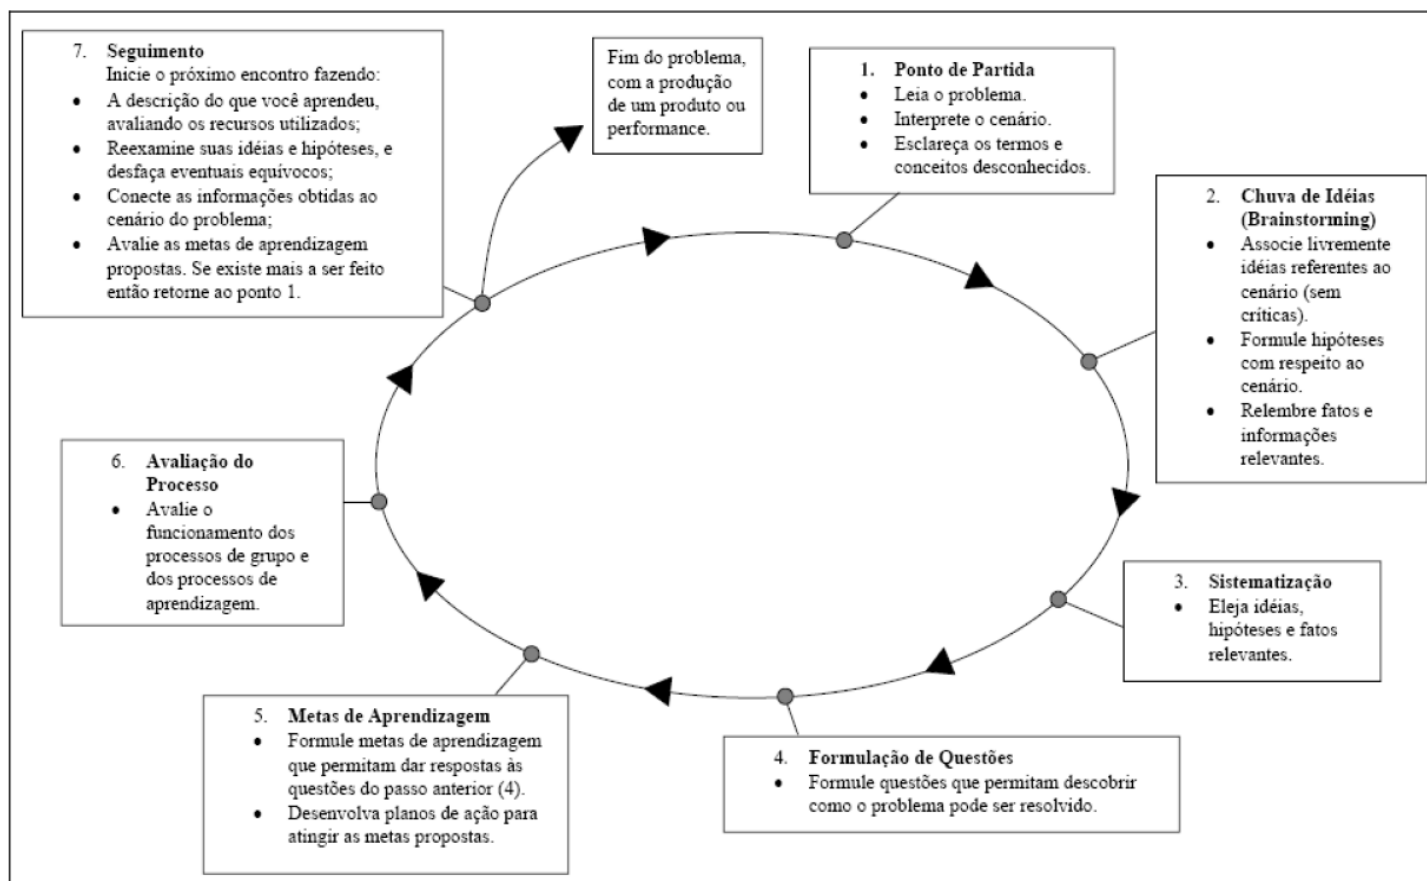 7. Seguimento
Inicie o próximo encontro fazendo:
• A descrição do que você aprendeu,
avaliando os recursos utilizados;
• Reexamine suas idéias e hipóteses, e
desfaça eventuais equívocos;
• Conecte as informações obtidas ao
cenário do problema;
• Avalie as metas de aprendizagem
propostas. Se existe mais a ser feito
então retorne ao ponto 1.
Fim do problema,
com a produção
de um produto ou
performance.
1. Ponto de Partida
• Leia o problema.
• Interprete o cenário.
• Esclareça os termos e
conceitos desconhecidos.
2. Chuva de Idéias
(Brainstorming)
• Associe livremente
idéias referentes ao
cenário (sem
críticas).
• Formule hipóteses
com respeito ao
cenário.
• Relembre fatos e
informações
relevantes.
3. Sistematização
• Eleja idéias,
hipóteses e fatos
relevantes.
4. Formulação de Questões
• Formule questões que permitam descobrir
como o problema pode ser resolvido.
5. Metas de Aprendizagem
• Formule metas de aprendizagem
que permitam dar respostas às
questões do passo anterior (4).
• Desenvolva planos de ação para
atingir as metas propostas.
6. Avaliação do
Processo
• Avalie o
funcionamento dos
processos de grupo e
dos processos de
aprendizagem.